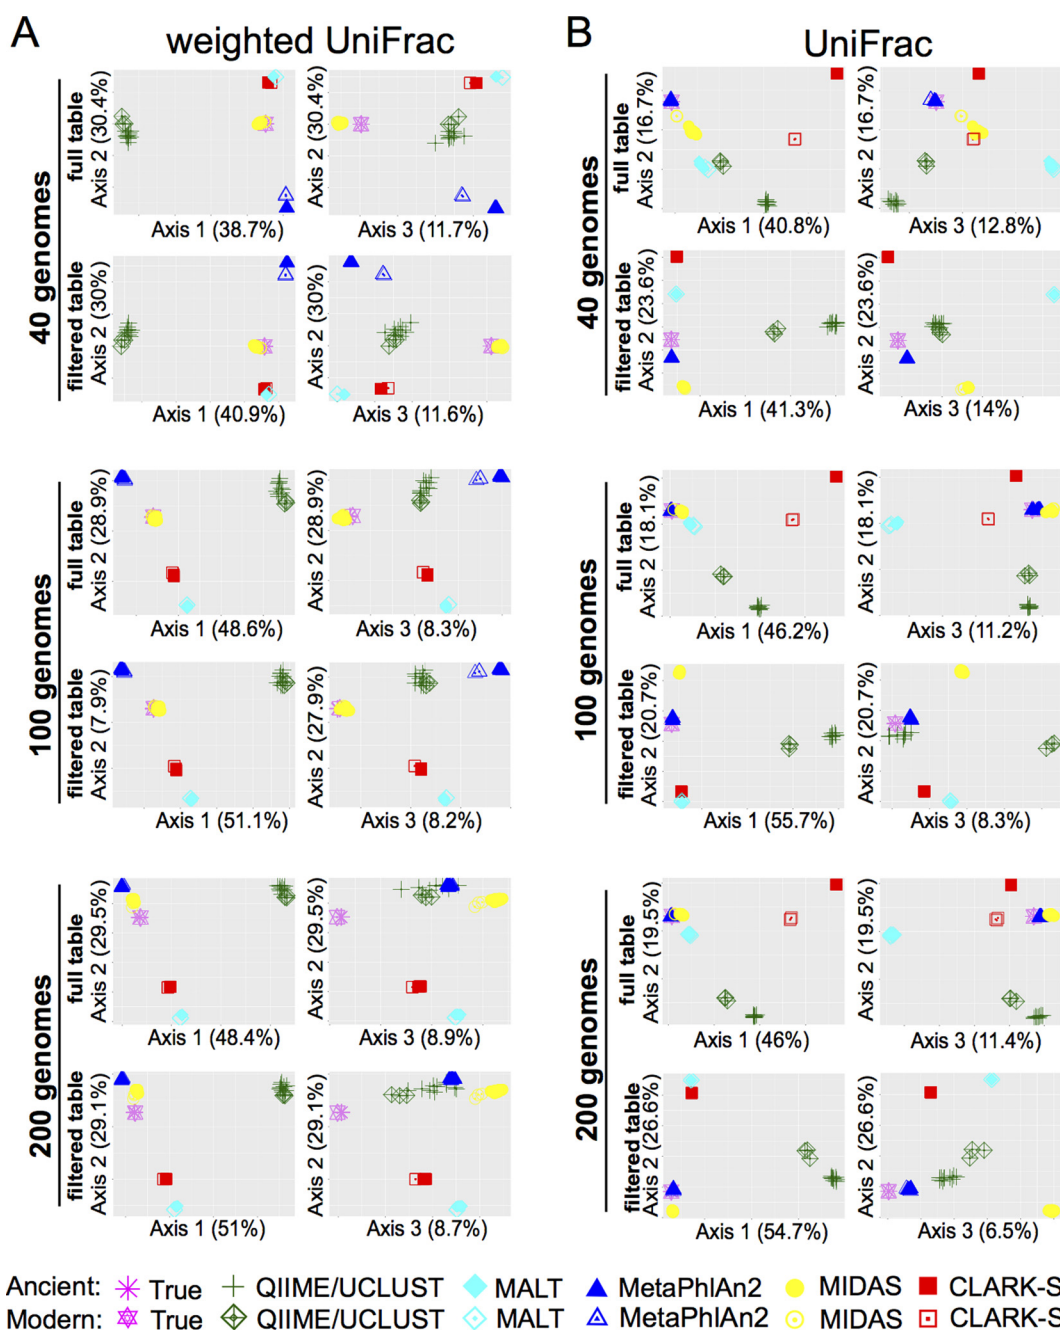 A
weighted UniFrac
B
UniFrac
40 genomes
full table
Axis 2 (30.4%)
Axis 1 (38.7%)
Axis 2 (30.4%)
Axis 3 (11.7%)
filtered table
Axis 2 (30%)
Axis 1 (40.9%)
Axis 2 (30%)
Axis 3 (11.6%)
100 genomes
full table
Axis 2 (28.9%)
Axis 1 (48.6%)
Axis 2 (28.9%)
Axis 3 (8.3%)
filtered table
Axis 2 (27.9%)
Axis 1 (51.1%)
Axis 2 (27.9%)
Axis 3 (8.2%)
200 genomes
full table
Axis 2 (29.5%)
Axis 1 (48.4%)
Axis 2 (29.5%)
Axis 3 (8.9%)
filtered table
Axis 2 (29.1%)
Axis 1 (51%)
Axis 2 (29.1%)
Axis 3 (8.7%)
40 genomes
full table
Axis 2 (16.7%)
Axis 1 (40.8%)
Axis 2 (16.7%)
Axis 3 (12.8%)
filtered table
Axis 2 (23.6%)
Axis 1 (41.3%)
Axis 2 (23.6%)
Axis 3 (14%)
100 genomes
full table
Axis 2 (18.1%)
Axis 1 (46.2%)
Axis 2 (18.1%)
Axis 3 (11.2%)
filtered table
Axis 2 (20.7%)
Axis 1 (55.7%)
Axis 2 (20.7%)
Axis 3 (8.3%)
200 genomes
full table
Axis 2 (19.5%)
Axis 1 (46%)
Axis 2 (19.5%)
Axis 3 (11.4%)
filtered table
Axis 2 (26.6%)
Axis 1 (54.7%)
Axis 2 (26.6%)
Axis 3 (6.5%)
Ancient: True QIIME/UCLUST MALT MetaPhlAn2 MIDAS CLARK-S
Modern: True QIIME/UCLUST MALT MetaPhlAn2 MIDAS CLARK-S